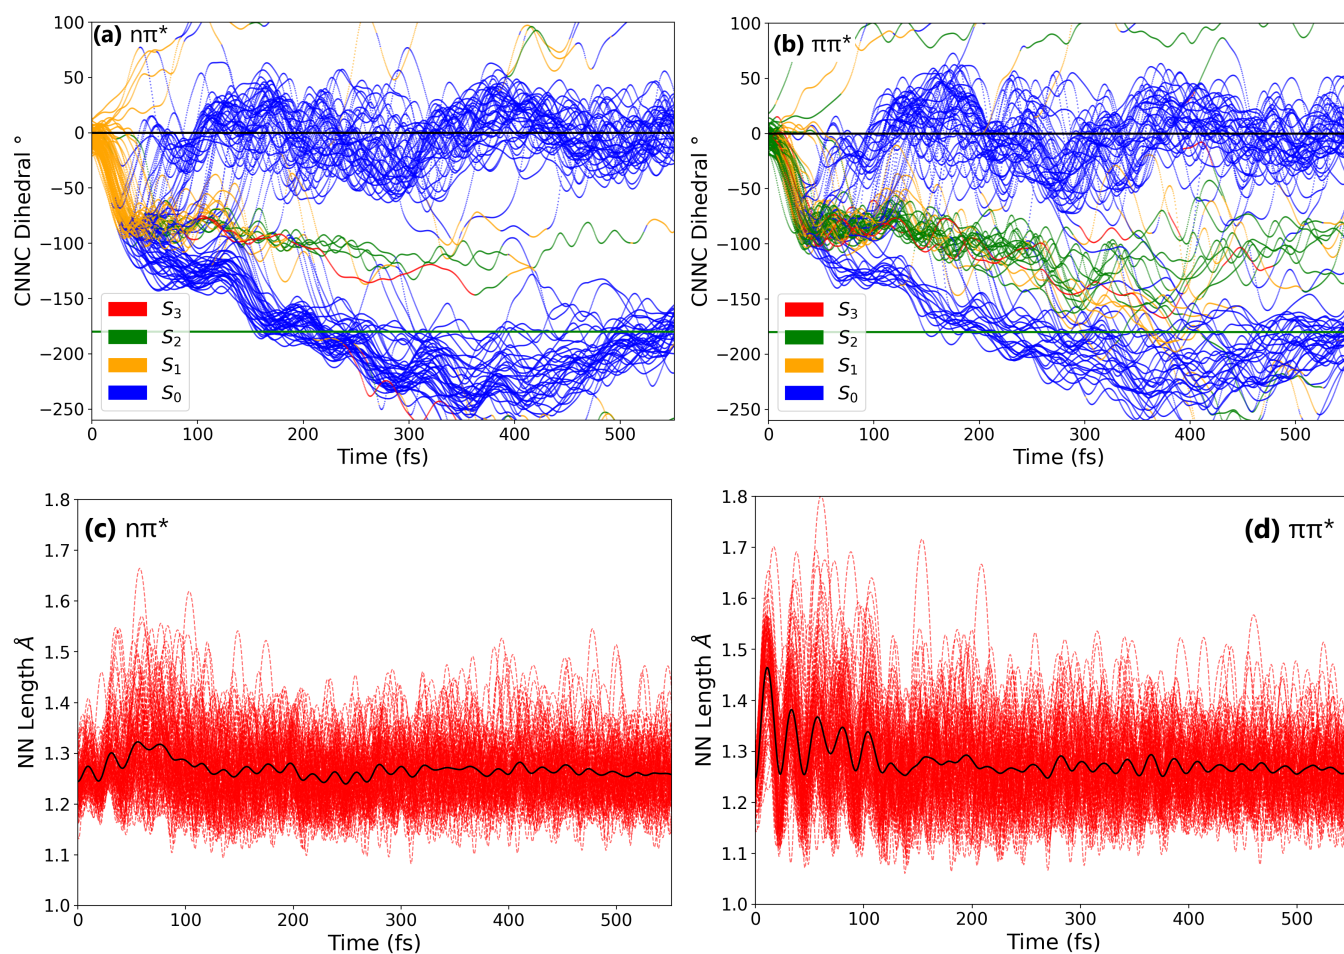 (a) nπ*
100
50
0
−50
−100
−150
−200
−250
CNNC Dihedral °
S3
S2
S1
S0
0
100
200
300
400
500
Time (fs)
(b) ππ*
100
50
0
−50
−100
−150
−200
−250
CNNC Dihedral °
S3
S2
S1
S0
0
100
200
300
400
500
Time (fs)
(c) nπ*
1.8
1.7
1.6
1.5
1.4
1.3
1.2
1.1
1.0
NN Length Å
0
100
200
300
400
500
Time (fs)
(d) ππ*
1.8
1.7
1.6
1.5
1.4
1.3
1.2
1.1
1.0
NN Length Å
0
100
200
300
400
500
Time (fs)